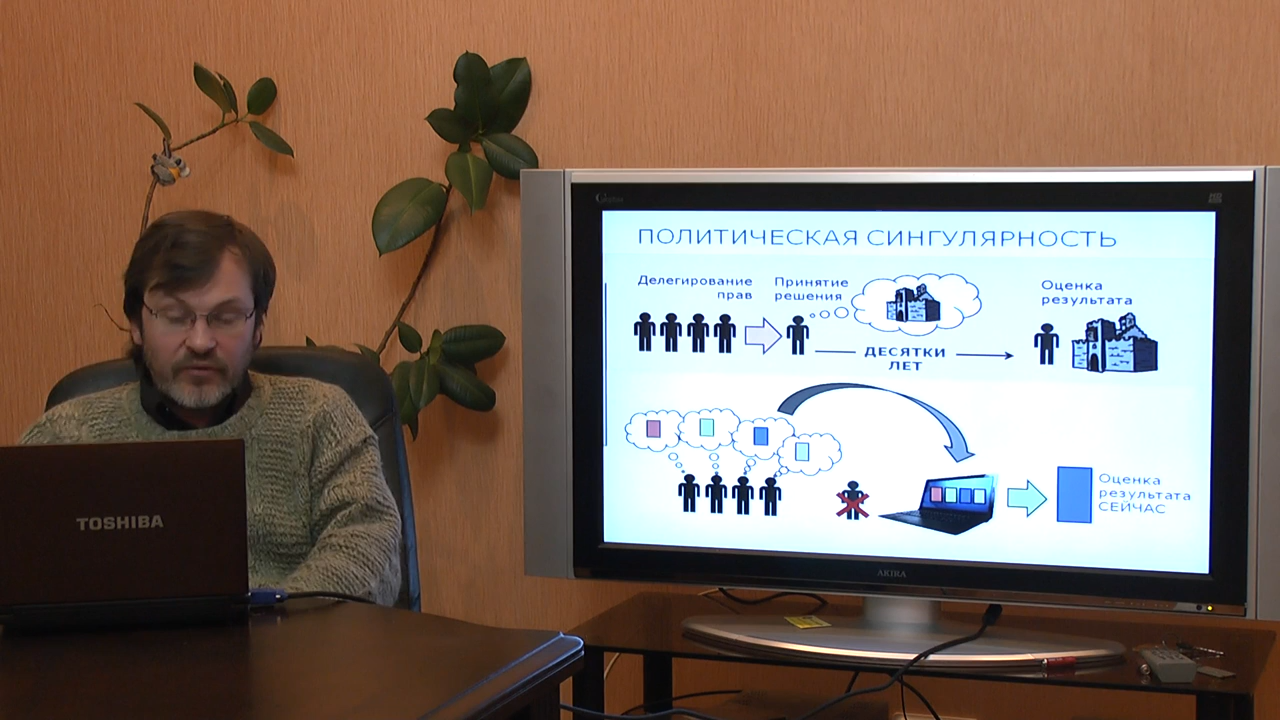 ПОЛИТИЧЕСКАЯ СИНГУЛЯРНОСТЬ
Делегирование
прав
Принятие
решения
Оценка
результата
ДЕСЯТКИ
ЛЕТ
Оценка
результата
СЕЙЧАС
TOSHIBA
AKIRA